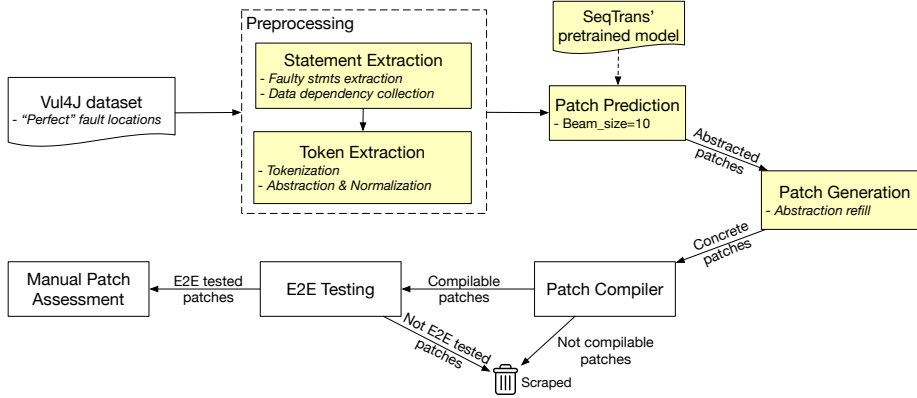 Preprocessing
SeqTrans'
pretrained model
Statement Extraction
- Faulty stmts extraction
- Data dependency collection
Vul4J dataset
- “Perfect” fault locations
Patch Prediction
- Beam_size=10
Token Extraction
- Tokenization
- Abstraction & Normalization
Abstracted
patches
Patch Generation
- Abstraction refill
Concrete
patches
Manual Patch
Assessment
E2E tested
patches
E2E Testing
Compilable
patches
Patch Compiler
Not E2E tested
patches
Not compilable
patches
Scraped